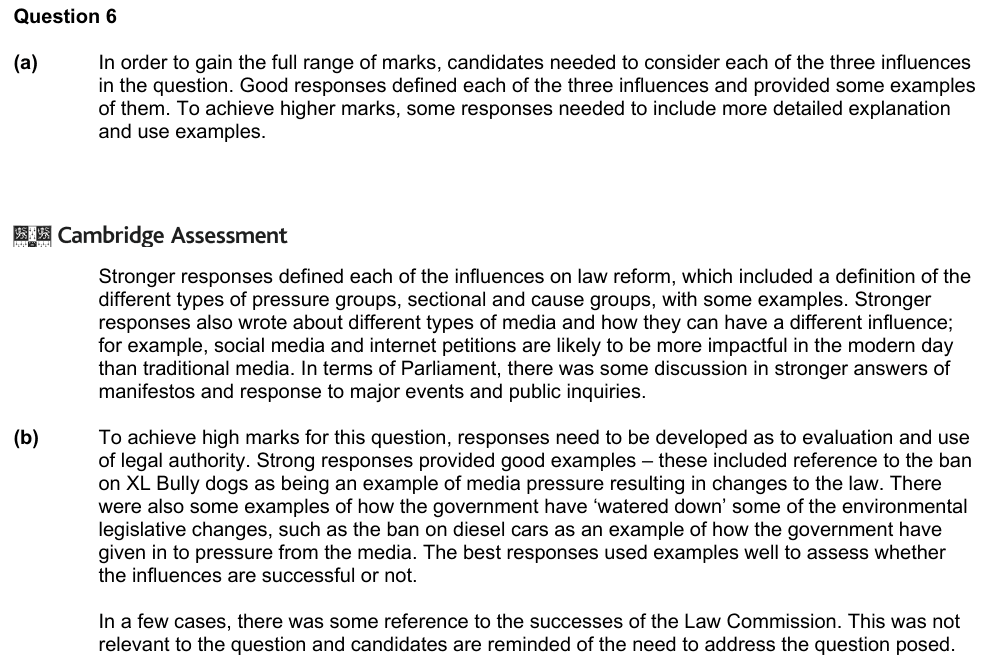 Question 6
(a) In order to gain the full range of marks, candidates needed to consider each of the three influences
in the question. Good responses defined each of the three influences and provided some examples
of them. To achieve higher marks, some responses needed to include more detailed explanation
and use examples.
Cambridge Assessment
Stronger responses defined each of the influences on law reform, which included a definition of the
different types of pressure groups, sectional and cause groups, with some examples. Stronger
responses also wrote about different types of media and how they can have a different influence;
for example, social media and internet petitions are likely to be more impactful in the modern day
than traditional media. In terms of Parliament, there was some discussion in stronger answers of
manifestos and response to major events and public inquiries.
(b) To achieve high marks for this question, responses need to be developed as to evaluation and use
of legal authority. Strong responses provided good examples – these included reference to the ban
on XL Bully dogs as being an example of media pressure resulting in changes to the law. There
were also some examples of how the government have ‘watered down’ some of the environmental
legislative changes, such as the ban on diesel cars as an example of how the government have
given in to pressure from the media. The best responses used examples well to assess whether
the influences are successful or not.
In a few cases, there was some reference to the successes of the Law Commission. This was not
relevant to the question and candidates are reminded of the need to address the question posed.